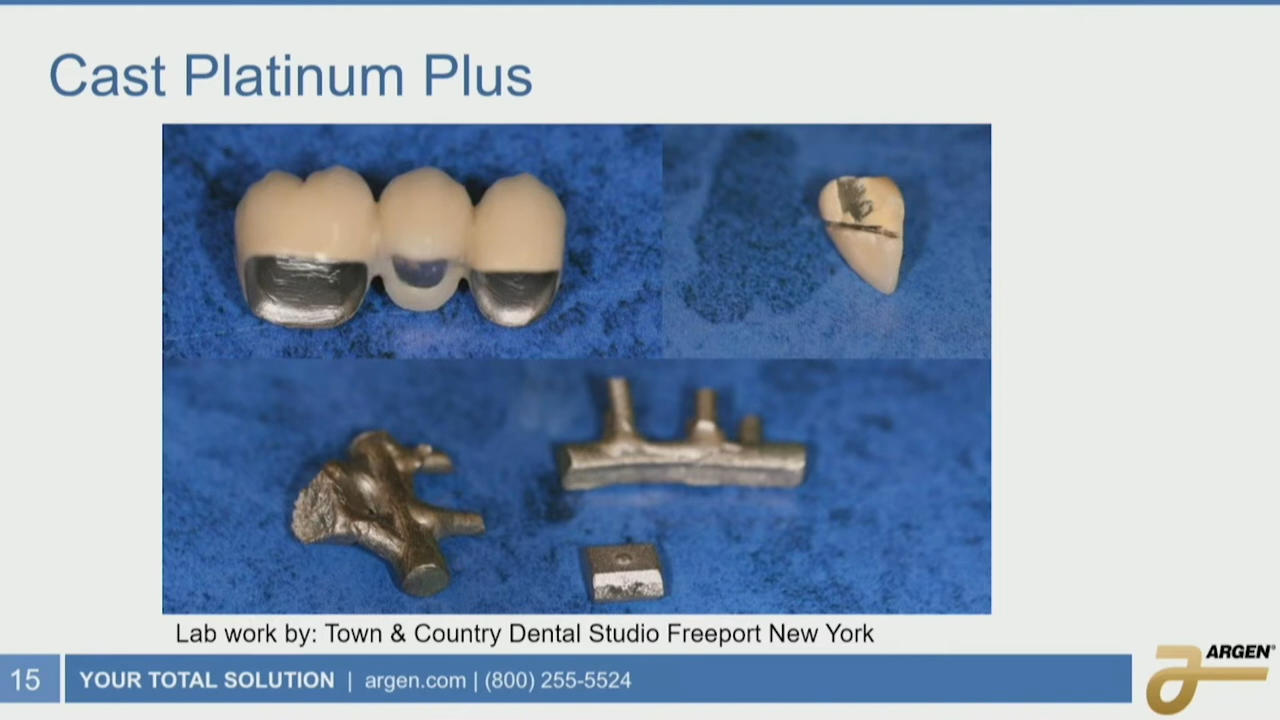 Cast Platinum Plus
Lab work by: Town & Country Dental Studio Freeport New York
15
YOUR TOTAL SOLUTION | argen.com | (800) 255-5524
ARGEN®